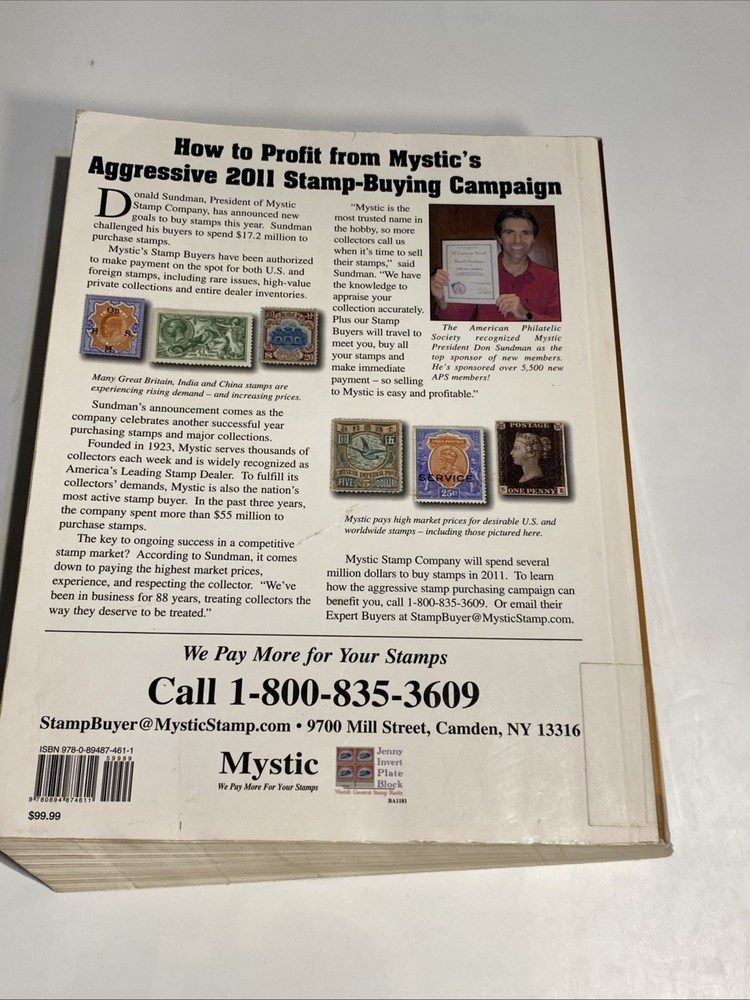 How to Profit from Mystic's
Aggressive 2011 Stamp-Buying Campaign
Donald Sundman, President of Mystic
Stamp Company, has announced new
goals to buy stamps this year. Sundman
challenged his buyers to spend $17.2 million to
purchase stamps.
Mystic's Stamp Buyers have been authorized
to make payment on the spot for both U.S. and
foreign stamps, including rare issues, high-value
private collections and entire dealer inventories.
Many Great Britain, India and China stamps are
experiencing rising demand – and increasing prices.
Sundman's announcement comes as the
company celebrates another successful year
purchasing stamps and major collections.
Founded in 1923, Mystic serves thousands of
collectors each week and is widely recognized as
America's Leading Stamp Dealer. To fulfill its
collectors' demands, Mystic is also the nation's
most active stamp buyer. In the past three years,
the company spent more than $55 million to
purchase stamps.
The key to ongoing success in a competitive
stamp market? According to Sundman, it comes
down to paying the highest market prices,
experience, and respecting the collector. "We've
been in business for 88 years, treating collectors the
way they deserve to be treated."
"Mystic is the
most trusted name in
the hobby, so more
collectors call us
when it's time to sell
their stamps," said
Sundman. "We have
the knowledge to
appraise your
collection accurately.
Plus our Stamp
Buyers will travel to
meet you, buy all
your stamps and
make immediate
payment – so selling
to Mystic is easy and profitable."
The American Philatelic
Society recognized Mystic
President Don Sundman as the
top sponsor of new members.
He's sponsored over 5,500 new
APS members!
CHINESE IMPERIAL POST
FIVE 5 DOLLARS
SERVICE
25R
POSTAGE
ONE PENNY
Mystic pays high market prices for desirable U.S. and
worldwide stamps – including those pictured here.
Mystic Stamp Company will spend several
million dollars to buy stamps in 2011. To learn
how the aggressive stamp purchasing campaign can
benefit you, call 1-800-835-3609. Or email their
Expert Buyers at StampBuyer@MysticStamp.com.
We Pay More for Your Stamps
Call 1-800-835-3609
StampBuyer@MysticStamp.com • 9700 Mill Street, Camden, NY 13316
ISBN 978-0-89487-461-1
59999
9 780894 874611
$99.99
Mystic
We Pay More For Your Stamps
Jenny
Invert
Plate
Block
World's Greatest Stamp Rarity
BA1181